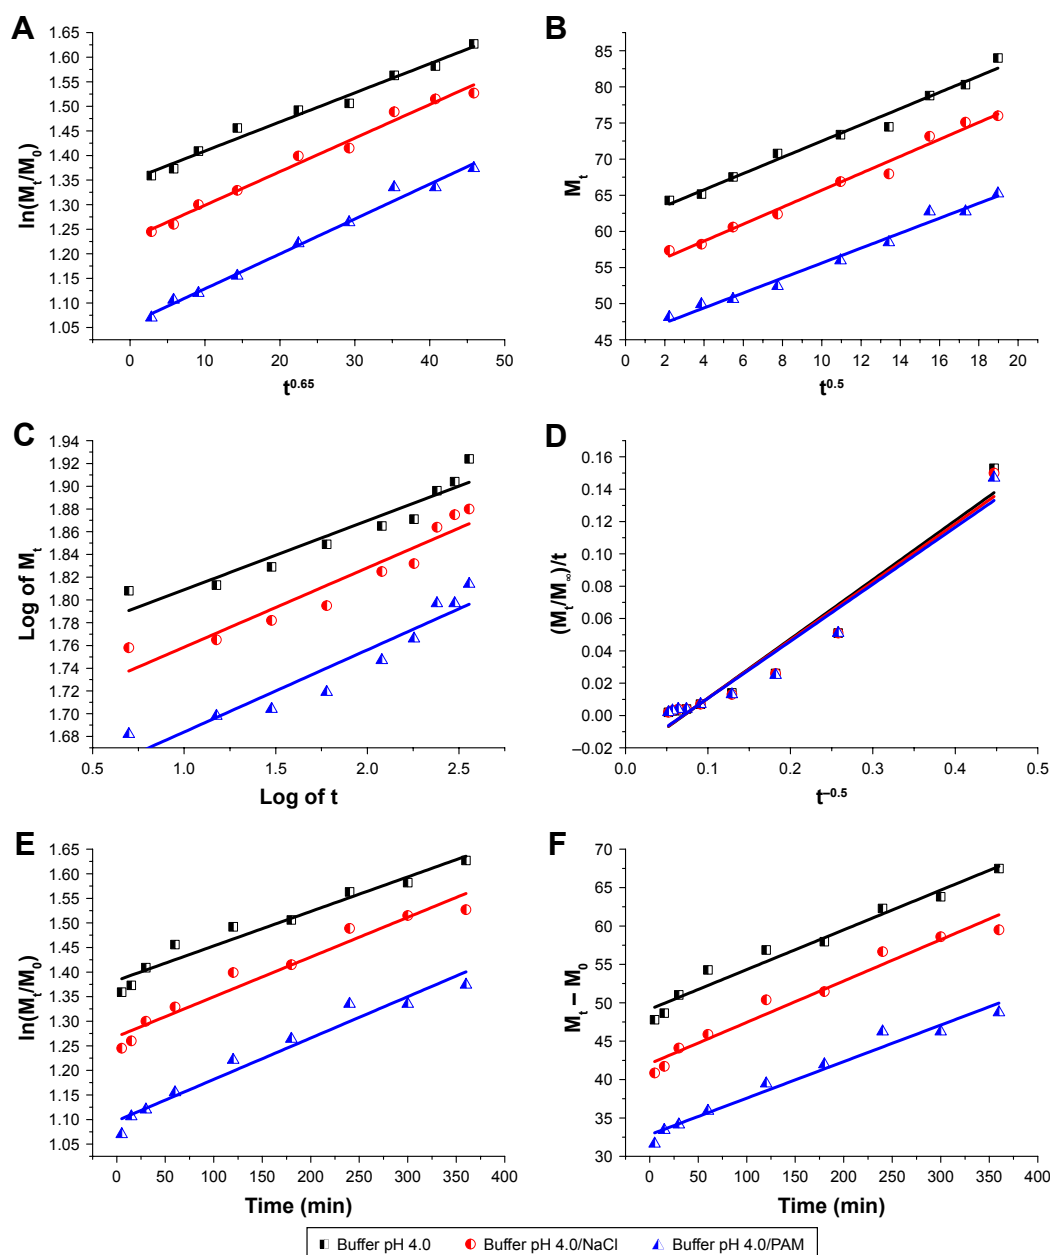 A
1.65
1.60
1.55
1.50
1.45
1.40
1.35
1.30
1.25
1.20
1.15
1.10
1.05
ln(Mt/M0)
0 10 20 30 40 50
t0.65
B
85
80
75
70
65
60
55
50
45
Mt
0 2 4 6 8 10 12 14 16 18 20
t0.5
C
1.94
1.92
1.90
1.88
1.86
1.84
1.82
1.80
1.78
1.76
1.74
1.72
1.70
1.68
Log of Mt
0.5 1.0 1.5 2.0 2.5
Log of t
D
0.16
0.14
0.12
0.10
0.08
0.06
0.04
0.02
0.00
−0.02
(Mt/M∞)/t
0.0 0.1 0.2 0.3 0.4 0.5
t−0.5
E
1.65
1.60
1.55
1.50
1.45
1.40
1.35
1.30
1.25
1.20
1.15
1.10
1.05
ln(Mt/M0)
0 50 100 150 200 250 300 350 400
Time (min)
F
70
65
60
55
50
45
40
35
30
Mt − M0
0 50 100 150 200 250 300 350 400
Time (min)
Buffer pH 4.0 Buffer pH 4.0/NaCl Buffer pH 4.0/PAM